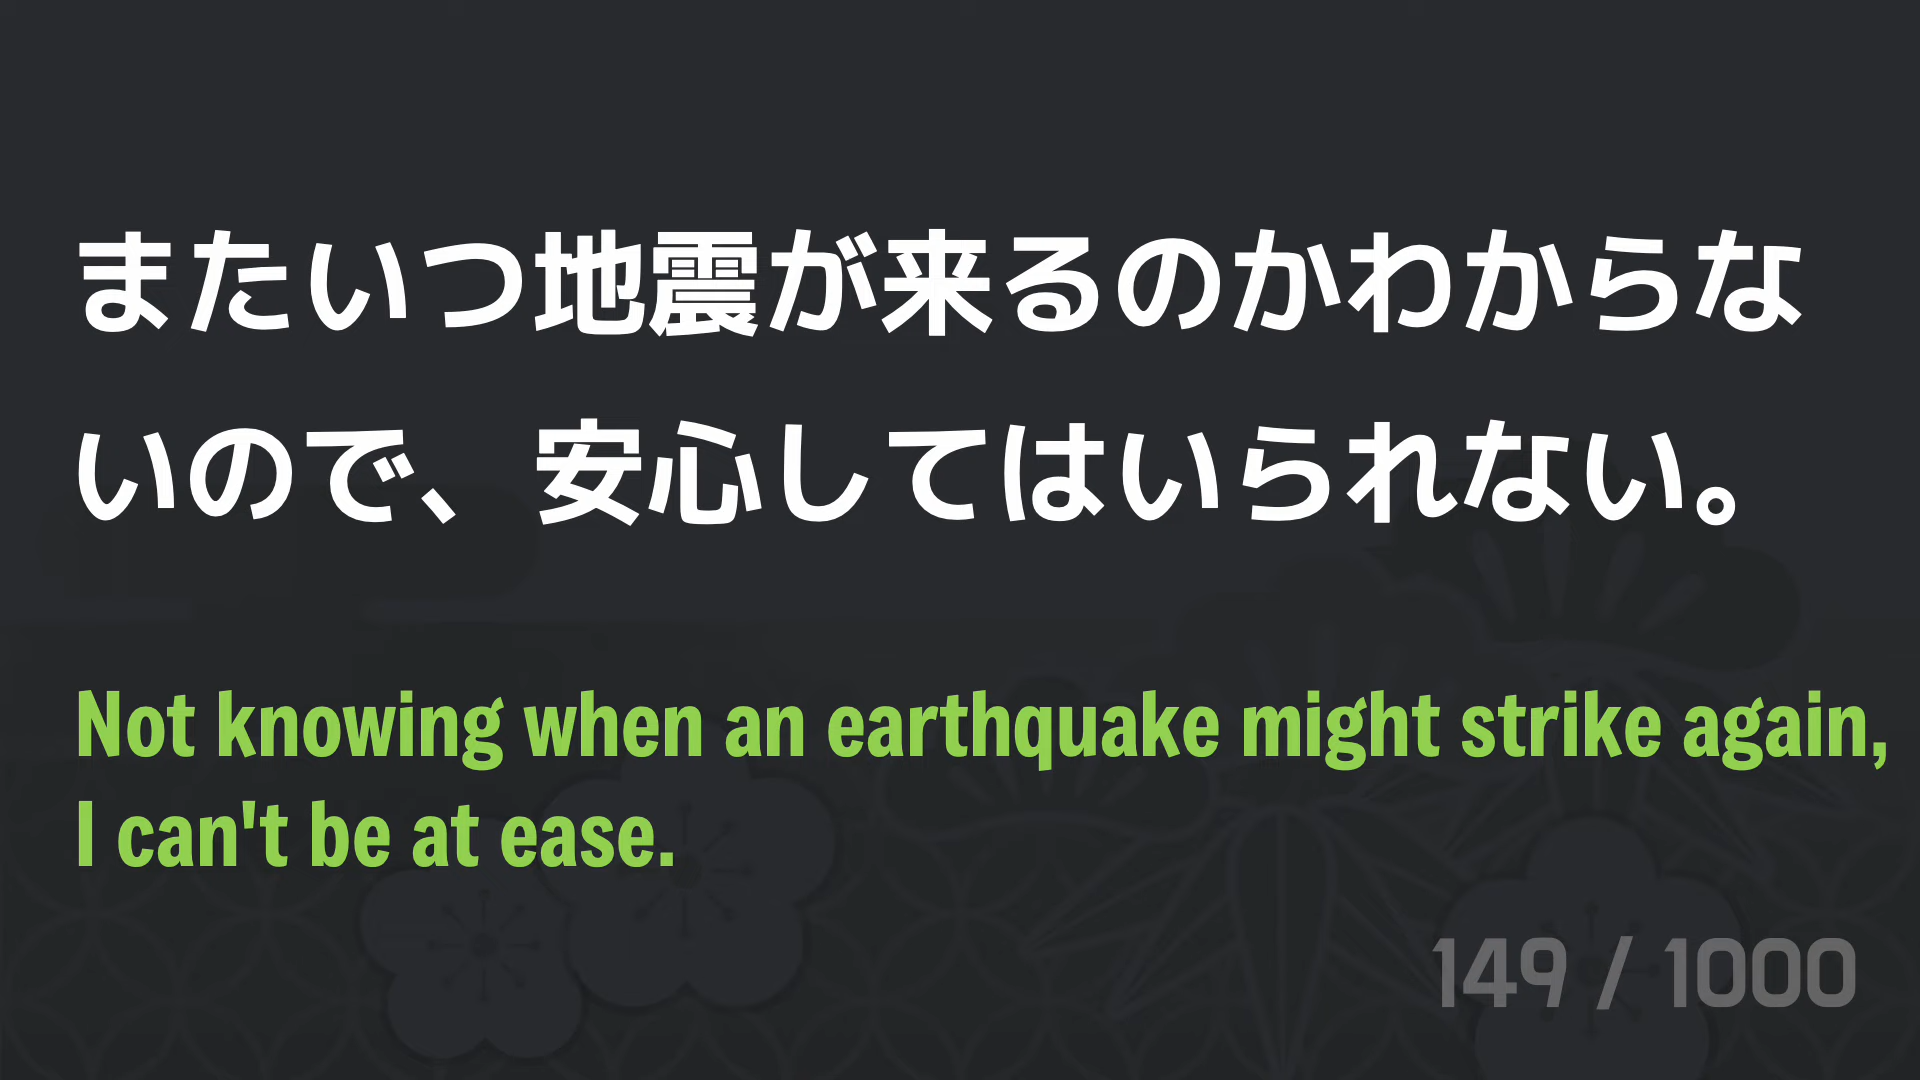 またいつ地震が来るのかわからな
いので、安心してはいられない。
Not knowing when an earthquake might strike again,
I can't be at ease.
149 / 1000